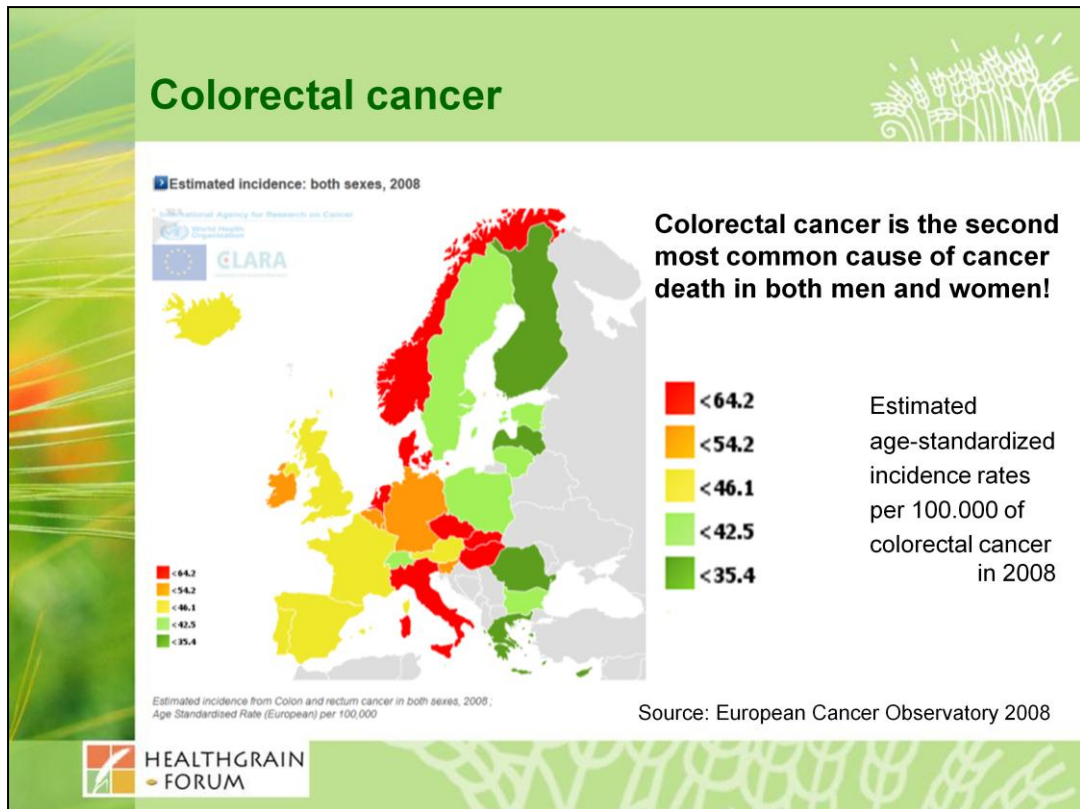 Colorectal cancer
Estimated incidence: both sexes, 2008
International Agency for Research on Cancer
World Health
Organization
CLARA
Colorectal cancer is the second
most common cause of cancer
death in both men and women!
<64.2
<54.2
<46.1
<42.5
<35.4
Estimated
age-standardized
incidence rates
per 100.000 of
colorectal cancer
in 2008
<64.2
<54.2
<46.1
<42.5
<35.4
Estimated incidence from Colon and rectum cancer in both sexes, 2008;
Age Standardised Rate (European) per 100,000
Source: European Cancer Observatory 2008
HEALTHGRAIN
FORUM